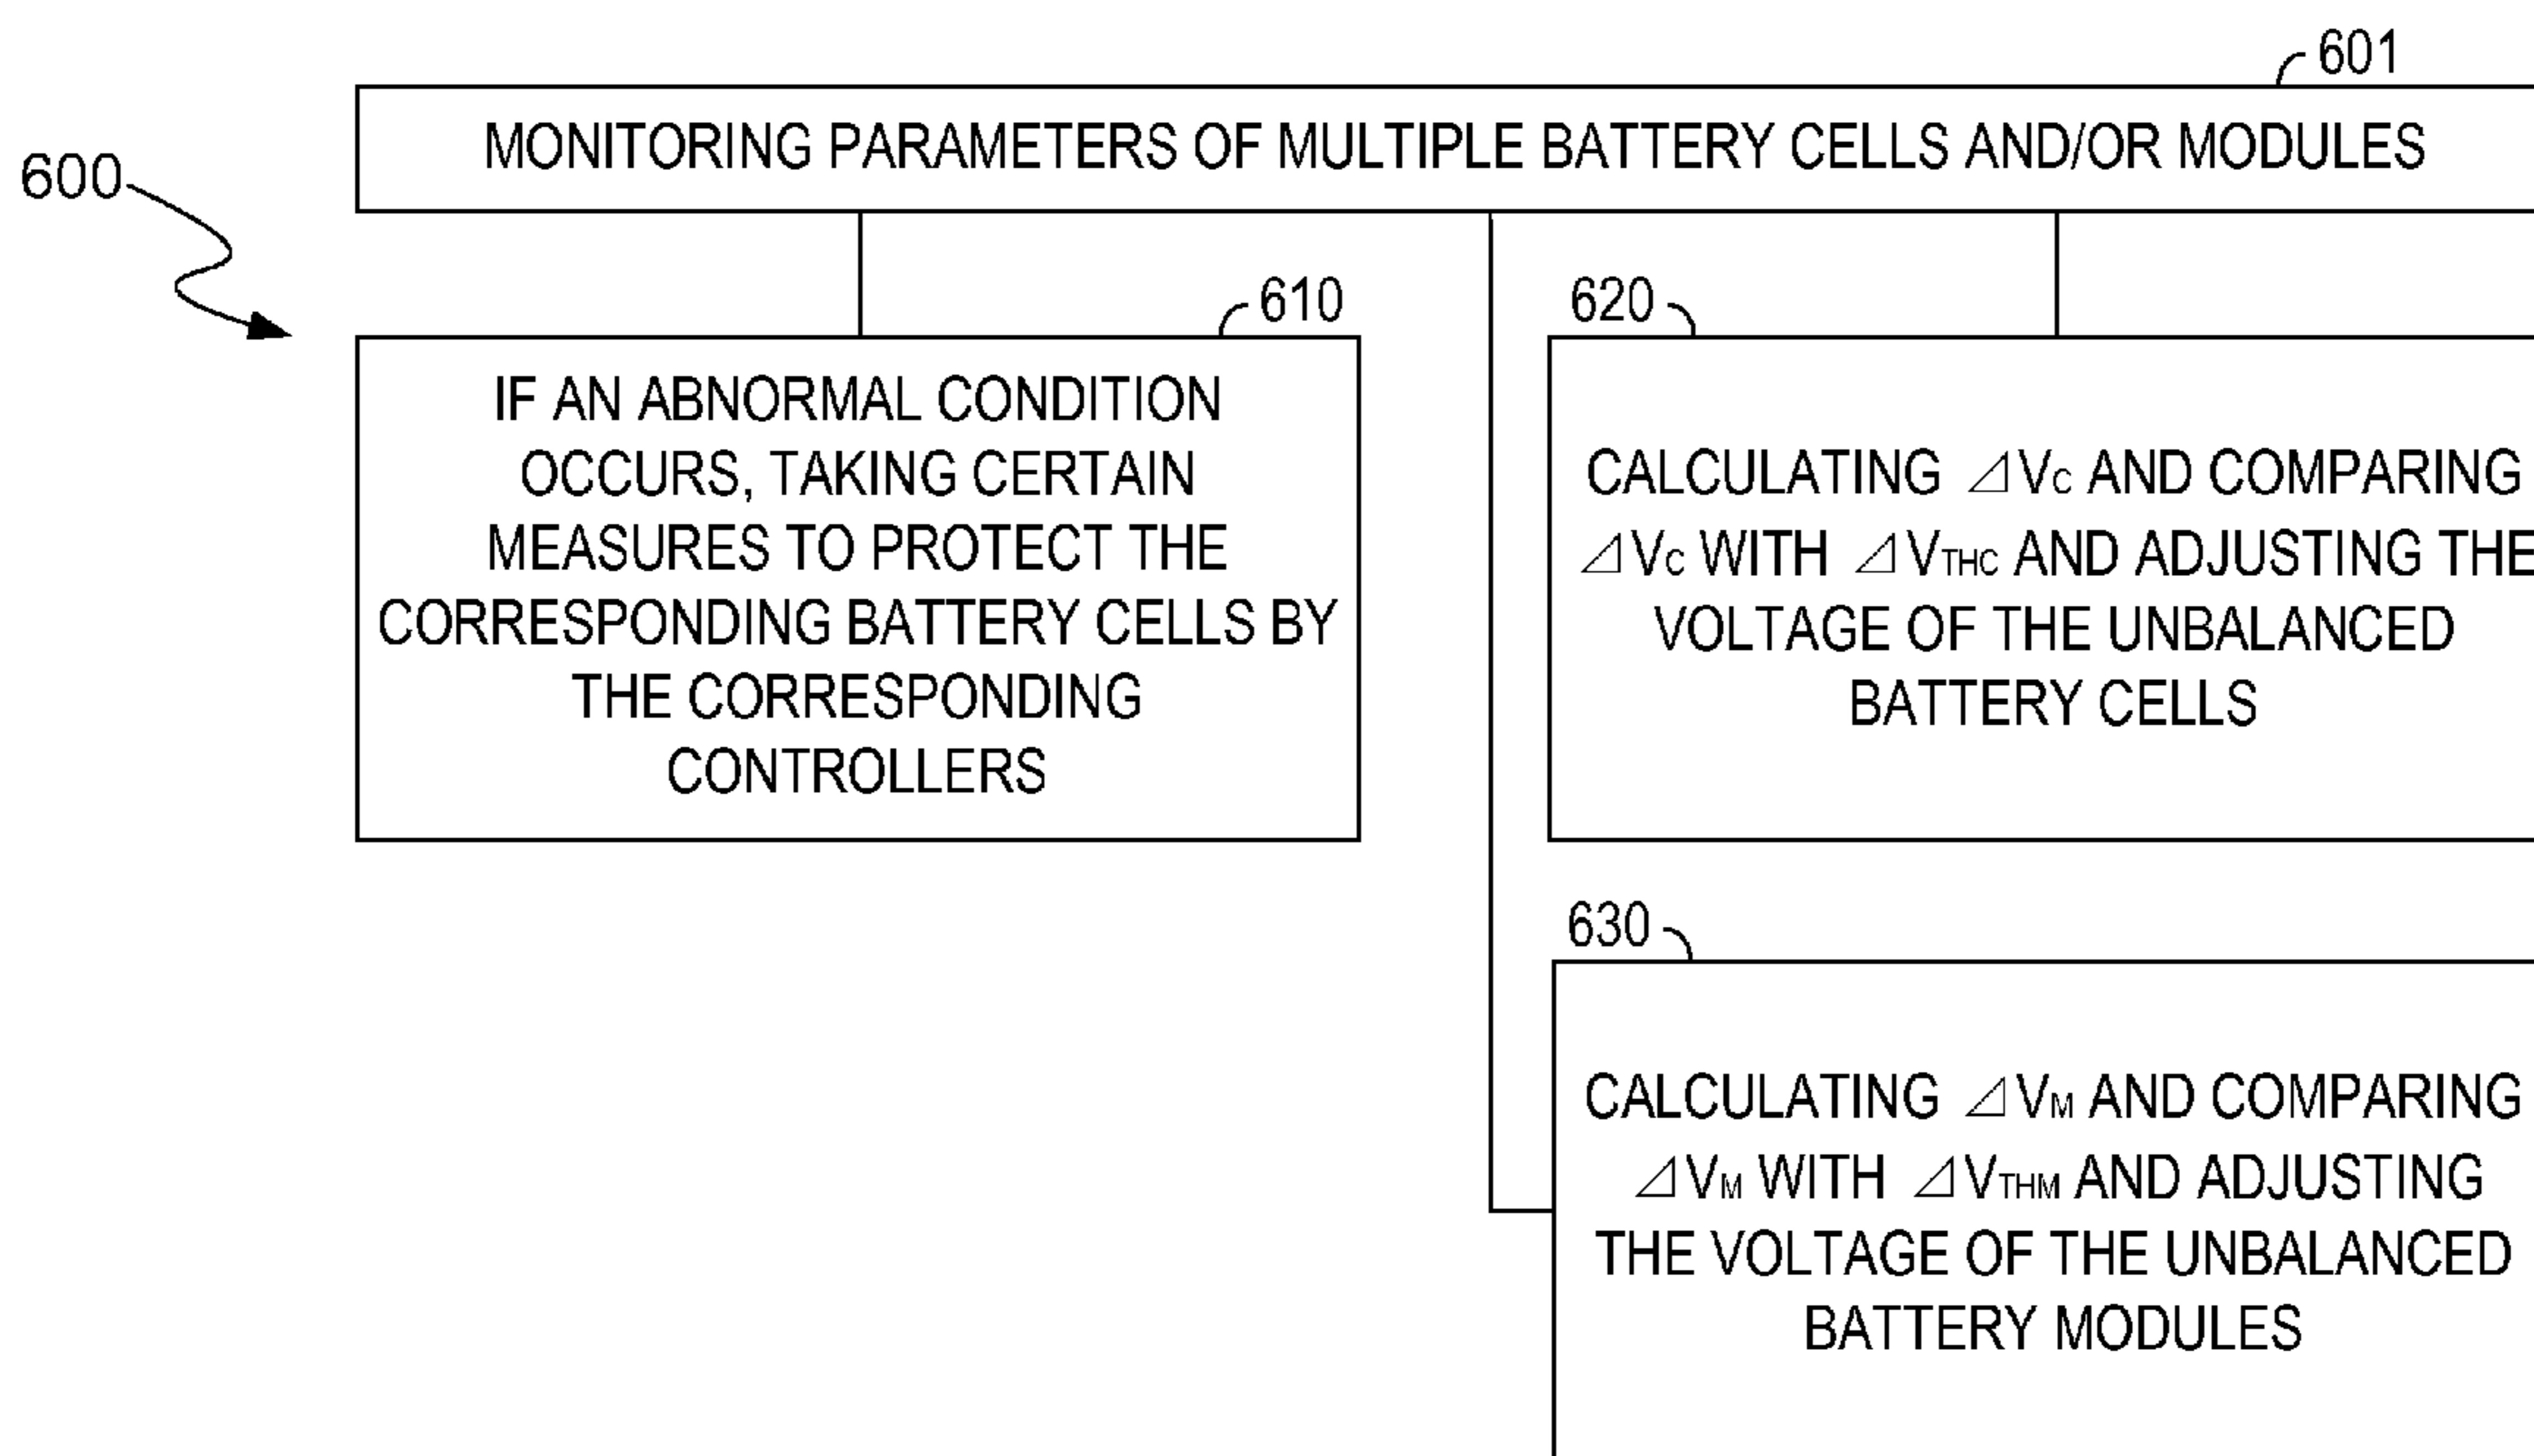 601
MONITORING PARAMETERS OF MULTIPLE BATTERY CELLS AND/OR MODULES
600
610
IF AN ABNORMAL CONDITION
OCCURS, TAKING CERTAIN
MEASURES TO PROTECT THE
CORRESPONDING BATTERY CELLS BY
THE CORRESPONDING
CONTROLLERS
620
CALCULATING ⊿VC AND COMPARING
⊿VC WITH ⊿VTHC AND ADJUSTING THE
VOLTAGE OF THE UNBALANCED
BATTERY CELLS
630
CALCULATING ⊿VM AND COMPARING
⊿VM WITH ⊿VTHM AND ADJUSTING
THE VOLTAGE OF THE UNBALANCED
BATTERY MODULES